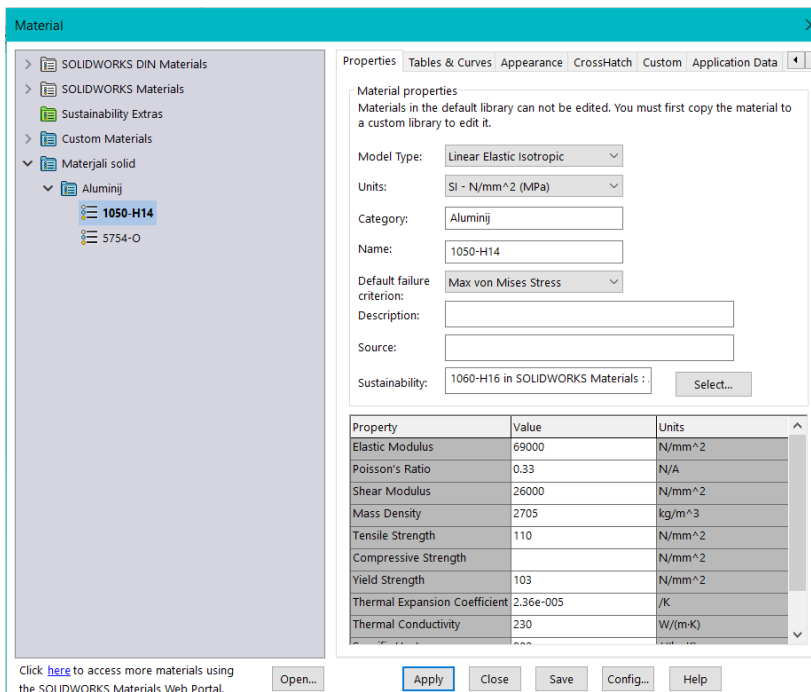 Material
SOLIDWORKS DIN Materials
SOLIDWORKS Materials
Sustainability Extras
Custom Materials
Materjali solid
Aluminij
1050-H14
5754-O
Click here to access more materials using
the SOLIDWORKS Materials Web Portal.
Open...
Properties Tables & Curves Appearance CrossHatch Custom Application Data
Material properties
Materials in the default library can not be edited. You must first copy the material to
a custom library to edit it.
Model Type: Linear Elastic Isotropic
Units: SI - N/mm^2 (MPa)
Category: Aluminij
Name: 1050-H14
Default failure
criterion: Max von Mises Stress
Description:
Source:
Sustainability: 1060-H16 in SOLIDWORKS Materials : Select...
Property Value Units
Elastic Modulus 69000 N/mm^2
Poisson's Ratio 0.33 N/A
Shear Modulus 26000 N/mm^2
Mass Density 2705 kg/m^3
Tensile Strength 110 N/mm^2
Compressive Strength N/mm^2
Yield Strength 103 N/mm^2
Thermal Expansion Coefficient 2.36e-005 /K
Thermal Conductivity 230 W/(m·K)
Apply Close Save Config... Help